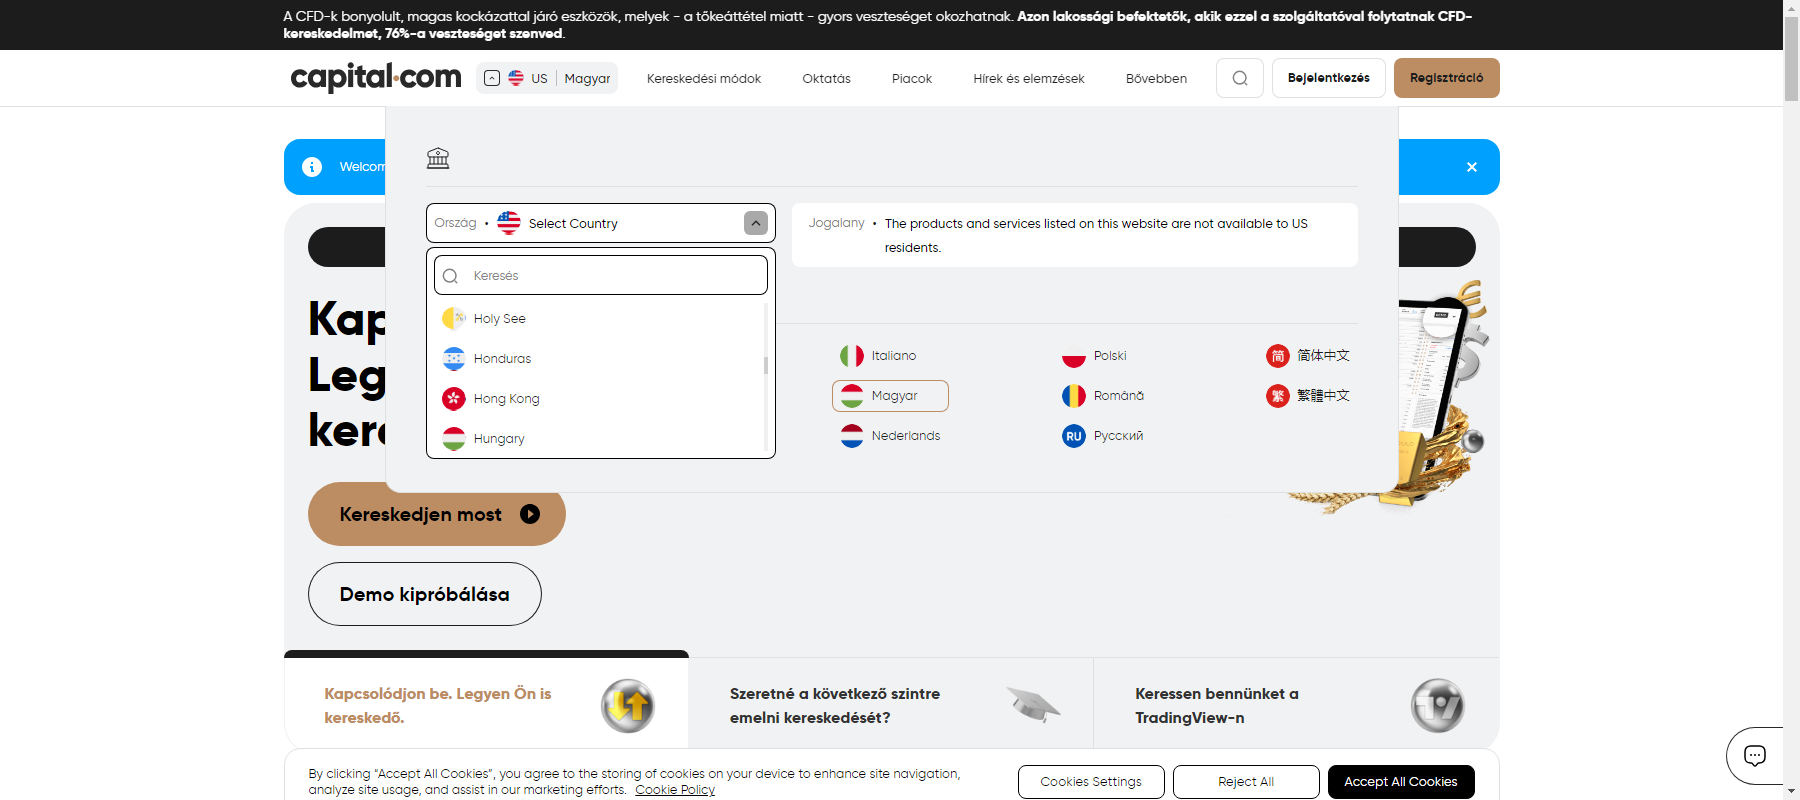 A CFD-k bonyolult, magas kockázattal járó eszközök, melyek - a tőkeáttétel miatt - gyors veszteséget okozhatnak. Azon lakossági befektetők, akik ezzel a szolgáltatóval folytatnak CFD-
kereskedelmet, 76%-a veszteséget szenved.
capital.com
US | Magyar
Kereskedési módok
Oktatás
Piacok
Hírek és elemzések
Bővebben
Bejelentkezés
Regisztráció
Welcom
Ország • Select Country
Jogalany • The products and services listed on this website are not available to US
residents.
Keresés
Holy See
Honduras
Hong Kong
Hungary
Italiano
Magyar
Nederlands
Polski
Română
RU Русский
简 简体中文
繁 繁體中文
Kap
Leg
kere
Kereskedjen most
Demo kipróbálása
Kapcsolódjon be. Legyen Ön is
kereskedő.
Szeretné a következő szintre
emelni kereskedését?
Keressen bennünket a
TradingView-n
By clicking “Accept All Cookies”, you agree to the storing of cookies on your device to enhance site navigation,
analyze site usage, and assist in our marketing efforts. Cookie Policy
Cookies Settings
Reject All
Accept All Cookies